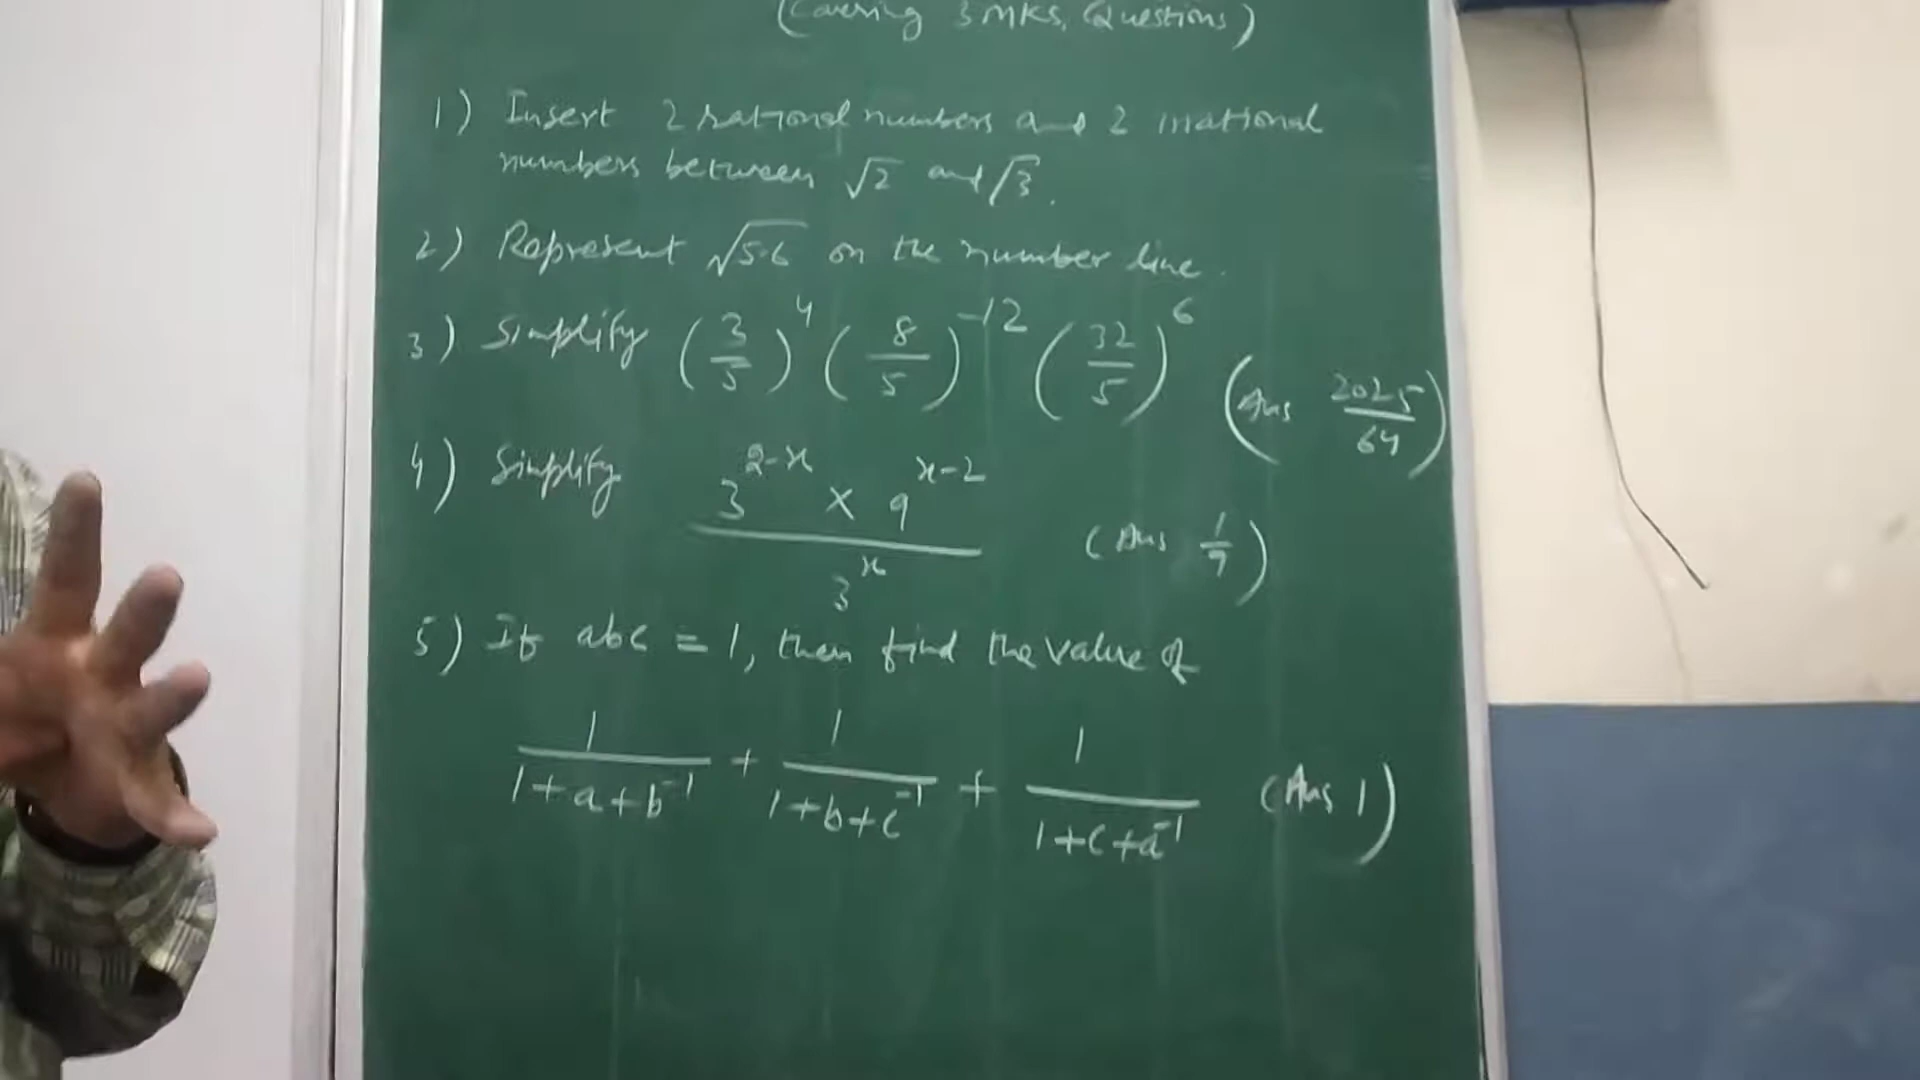 (Covering 3 MKS, Questions)
1) Insert 2 rational numbers and 2 irrational
numbers between √2 and √3.
2) Represent √5.6 on the number line.
3) Simplify (3/5)^4 (8/5)^-12 (32/5)^6 (Ans 2025/64)
4) Simplify 3^(2-x) × 9^(x-2) / 3^x (Ans 1/9)
5) If abc = 1, then find the value of
1/(1+a+b^-1) + 1/(1+b+c^-1) + 1/(1+c+a^-1) (Ans 1)